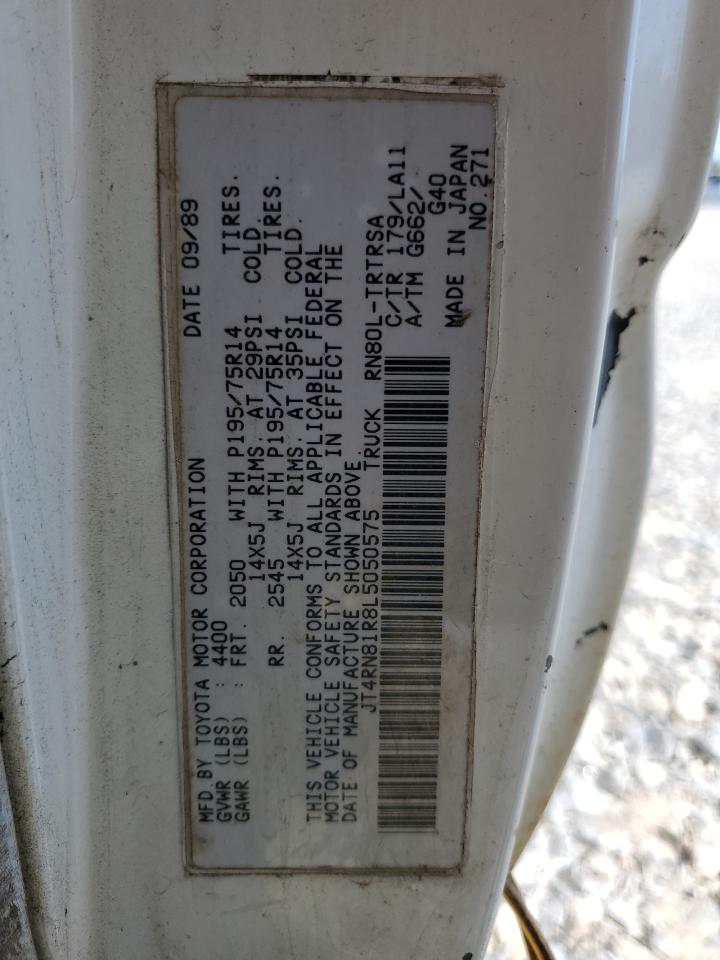 MFD BY TOYOTA MOTOR CORPORATION DATE 09/89
GVWR (LBS) : 4400
GAWR (LBS) : FRT. 2050 WITH P195/75R14 TIRES.
14X5J RIMS. AT 29PSI COLD.
RR. 2545 WITH P195/75R14 TIRES.
14X5J RIMS. AT 35PSI COLD.
THIS VEHICLE CONFORMS TO ALL APPLICABLE FEDERAL
MOTOR VEHICLE SAFETY STANDARDS IN EFFECT ON THE
DATE OF MANUFACTURE SHOWN ABOVE.
JT4RN81R8L5050575 TRUCK RN80L-TRTRSA
C/TR 179/LA11
A/TM G662/
G40
MADE IN JAPAN
NO.271